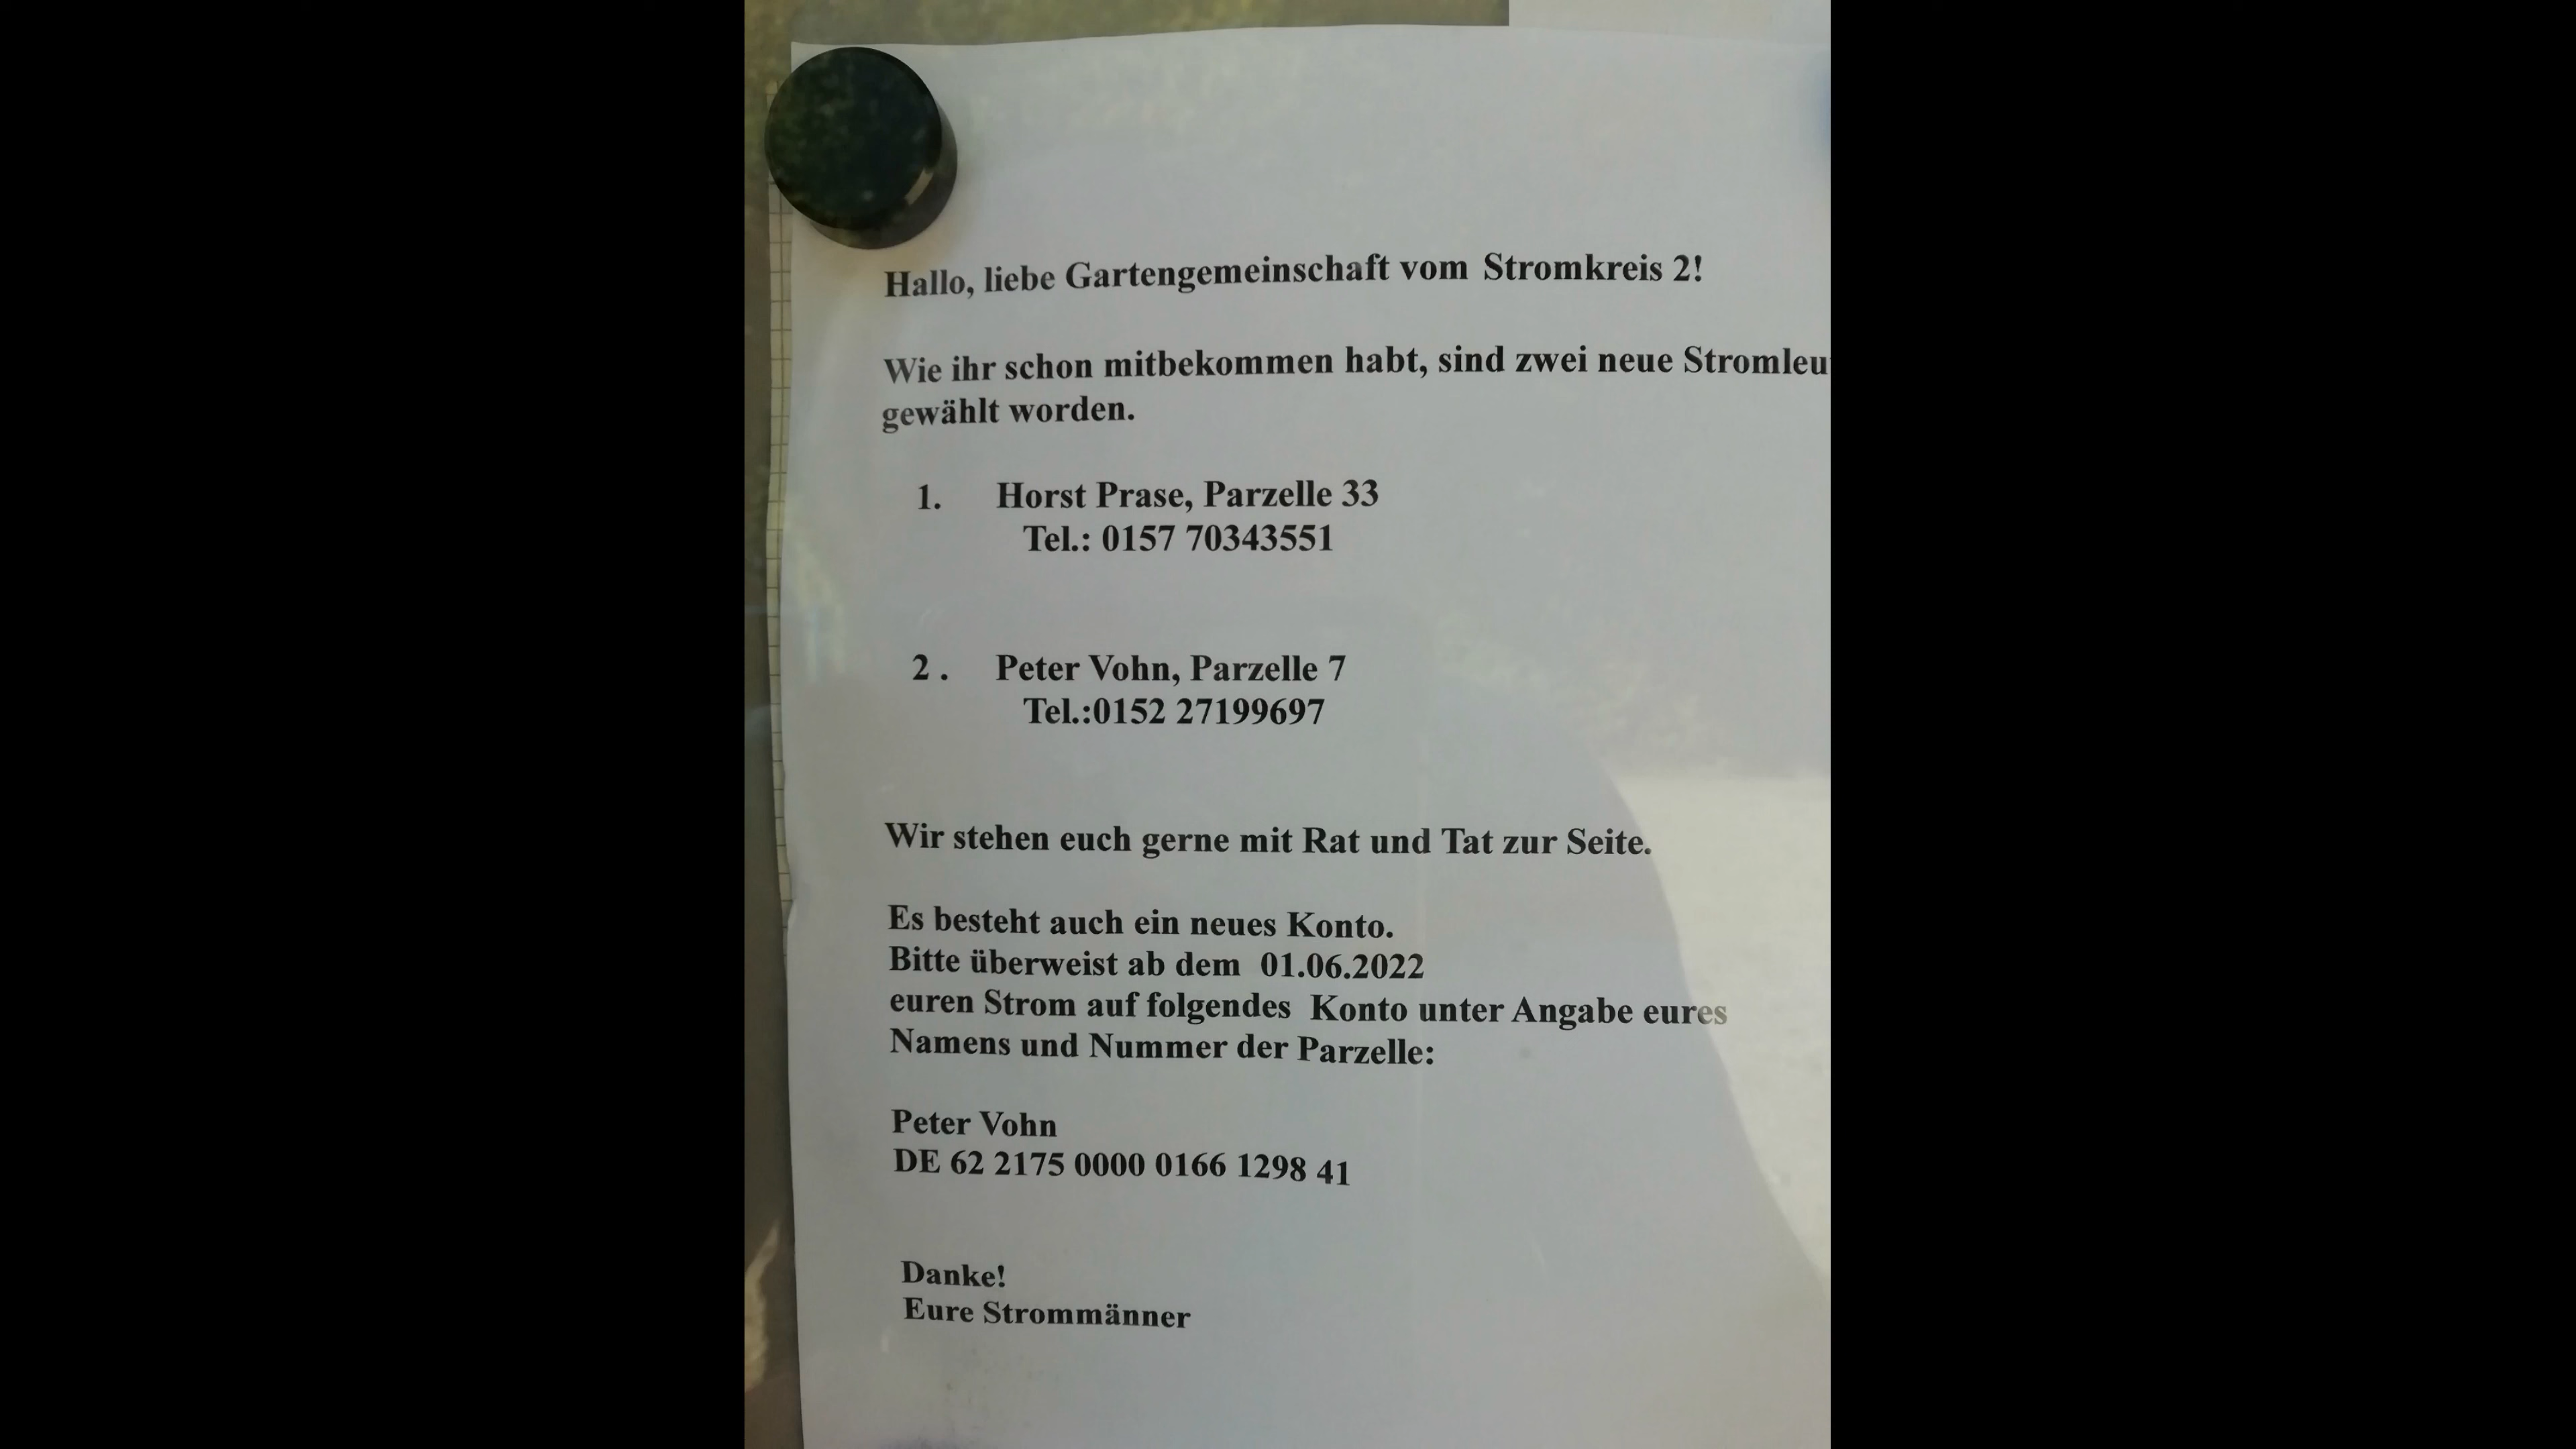 Hallo, liebe Gartengemeinschaft vom Stromkreis 2!
Wie ihr schon mitbekommen habt, sind zwei neue Stromleu
gewählt worden.
1. Horst Prase, Parzelle 33
Tel.: 0157 70343551
2 . Peter Vohn, Parzelle 7
Tel.:0152 27199697
Wir stehen euch gerne mit Rat und Tat zur Seite.
Es besteht auch ein neues Konto.
Bitte überweist ab dem 01.06.2022
euren Strom auf folgendes Konto unter Angabe eures
Namens und Nummer der Parzelle:
Peter Vohn
DE 62 2175 0000 0166 1298 41
Danke!
Eure Strommänner